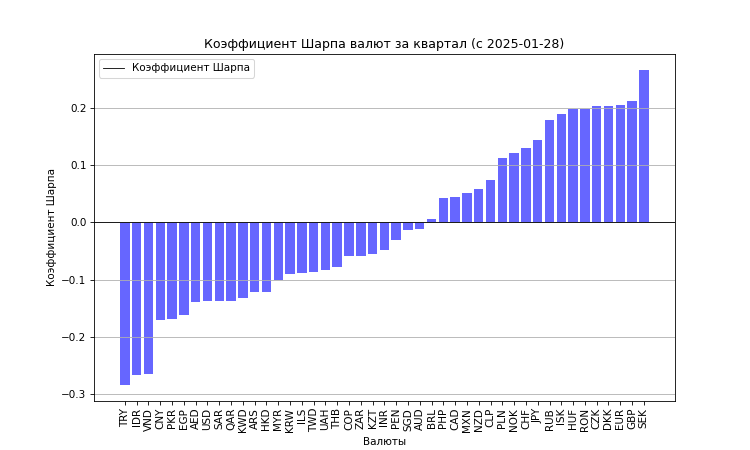 Коэффициент Шарпа валют за квартал (с 2025-01-28)
Коэффициент Шарпа
Коэффициент Шарпа
0.2
0.1
0.0
−0.1
−0.2
−0.3
TRY IDR VND CNY PKR EGP AED USD SAR QAR KWD ARS HKD MYR KRW ILS TWD UAH THB COP ZAR KZT INR PEN SGD AUD BRL PHP CAD MXN NZD CLP PLN NOK CHF JPY RUB ISK HUF RON CZK DKK EUR GBP SEK
Валюты